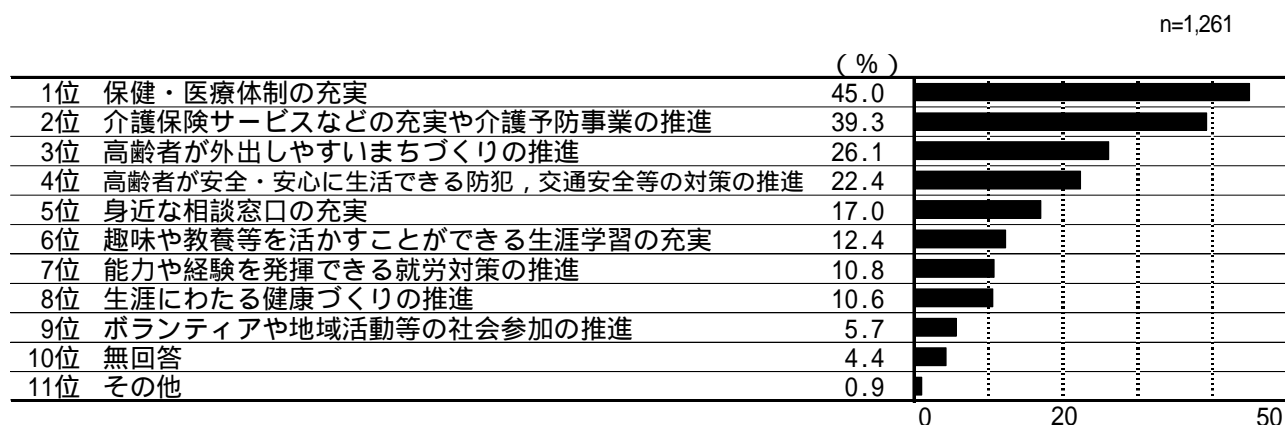 n=1,261
(%)
1位 保健・医療体制の充実 45.0
2位 介護保険サービスなどの充実や介護予防事業の推進 39.3
3位 高齢者が外出しやすいまちづくりの推進 26.1
4位 高齢者が安全・安心に生活できる防犯，交通安全等の対策の推進 22.4
5位 身近な相談窓口の充実 17.0
6位 趣味や教養等を活かすことができる生涯学習の充実 12.4
7位 能力や経験を発揮できる就労対策の推進 10.8
8位 生涯にわたる健康づくりの推進 10.6
9位 ボランティアや地域活動等の社会参加の推進 5.7
10位 無回答 4.4
11位 その他 0.9
0 20 50